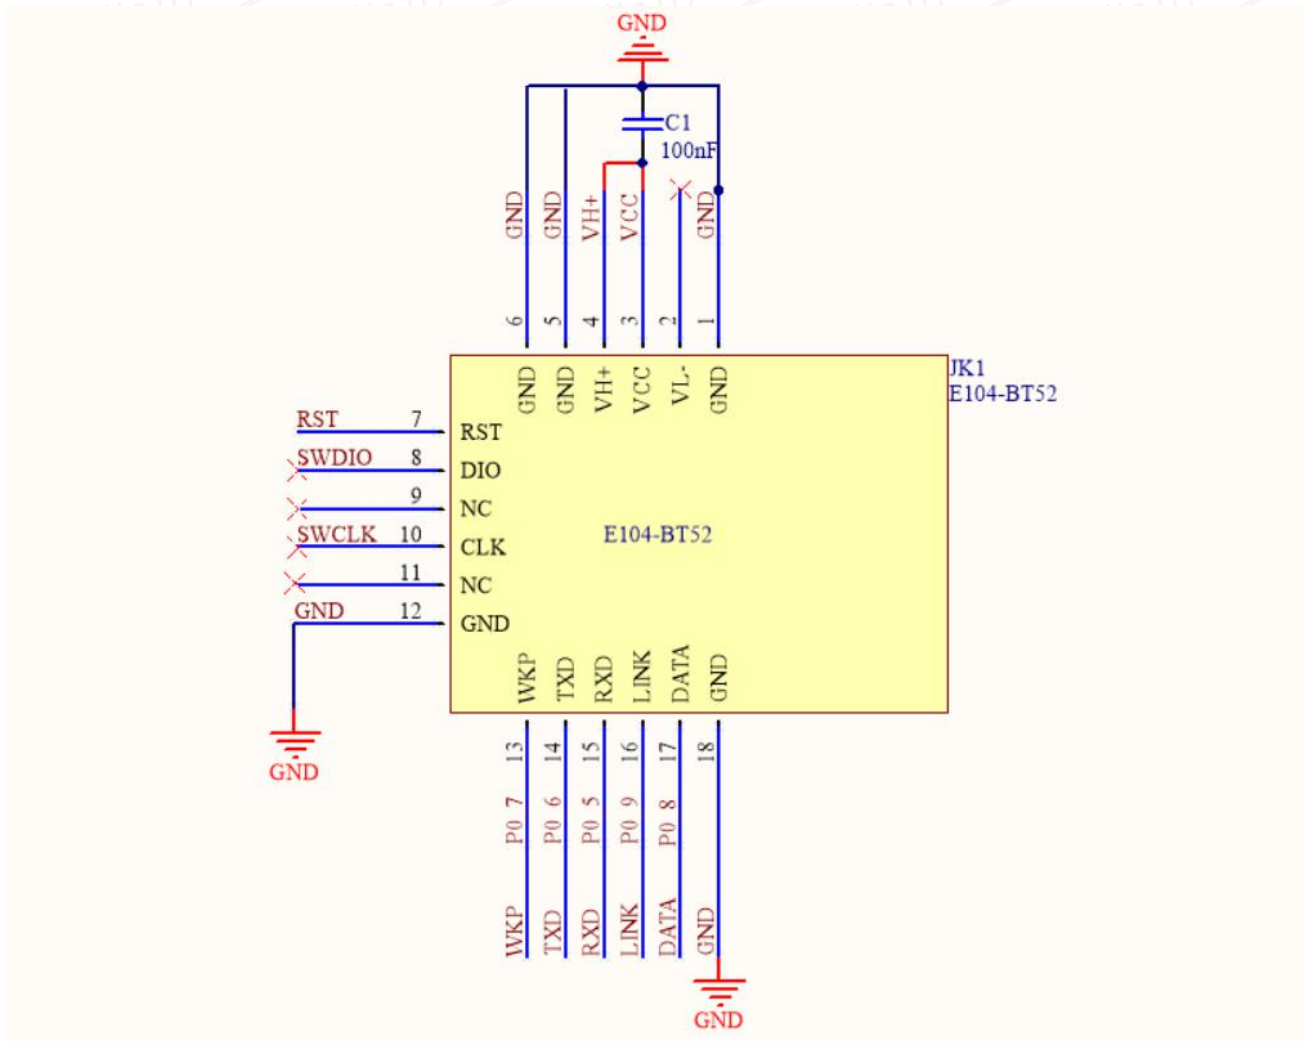 GND
C1
100nF
GND
GND
VH+
VCC
GND
6
5
4
3
2
1
GND
GND
VH+
VCC
VL-
GND
JK1
E104-BT52
RST 7 RST
SWDIO 8 DIO
9 NC
E104-BT52
SWCLK 10 CLK
11 NC
GND 12 GND
WKP
TXD
RXD
LINK
DATA
GND
13
14
15
16
17
18
P0 7
P0 6
P0 5
P0 9
P0 8
WKP
TXD
RXD
LINK
DATA
GND
GND
GND